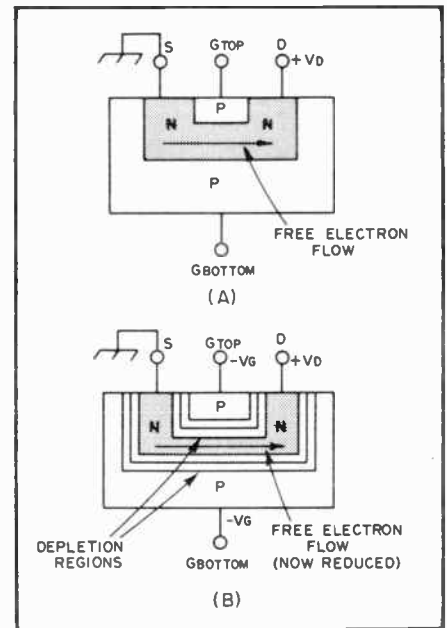 (A)
S GTOP D
+VD
P
N N
P
FREE ELECTRON
FLOW
GBOTTOM
(A)
(B)
S GTOP D
-VG +VD
P
N N
P
-VG
DEPLETION
REGIONS
FREE ELECTRON
FLOW
(NOW REDUCED)
GBOTTOM
(B)